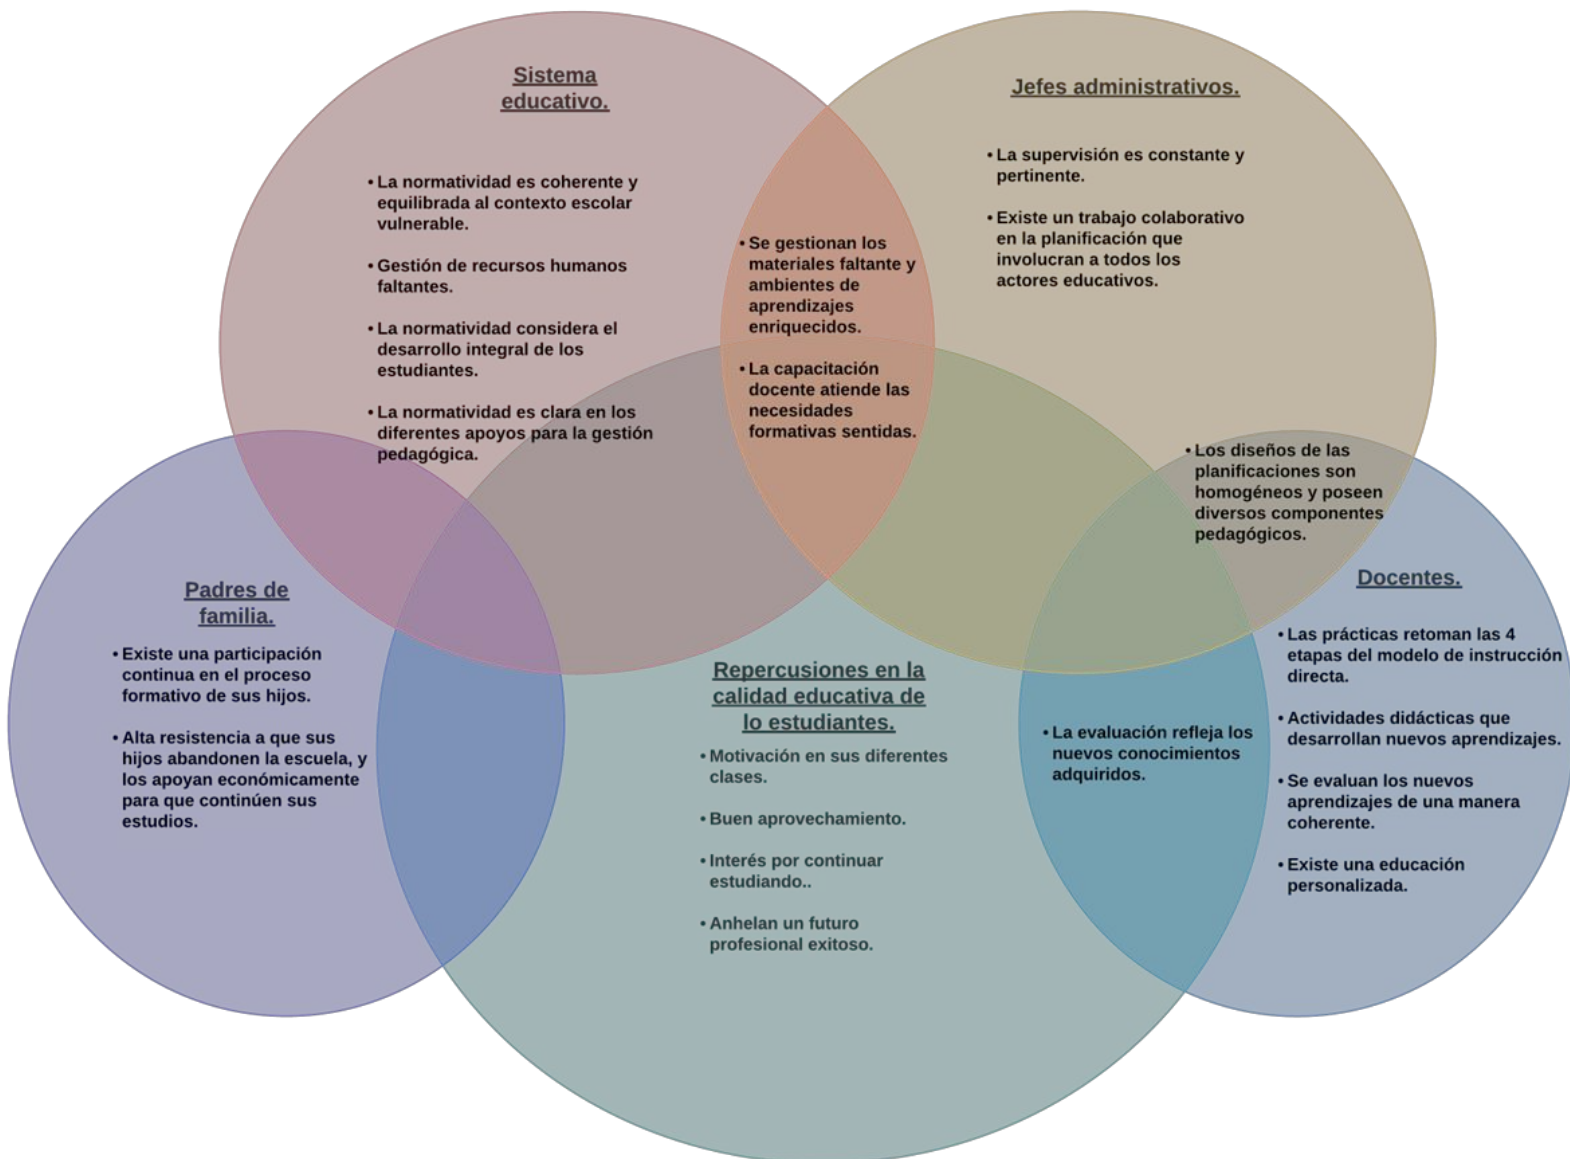 Sistema
educativo.
• La normatividad es coherente y
equilibrada al contexto escolar
vulnerable.
• Gestión de recursos humanos
faltantes.
• La normatividad considera el
desarrollo integral de los
estudiantes.
• La normatividad es clara en los
diferentes apoyos para la gestión
pedagógica.
Jefes administrativos.
• La supervisión es constante y
pertinente.
• Existe un trabajo colaborativo
en la planificación que
involucran a todos los
actores educativos.
• Se gestionan los
materiales faltante y
ambientes de
aprendizajes
enriquecidos.
• La capacitación
docente atiende las
necesidades
formativas sentidas.
• Los diseños de las
planificaciones son
homogéneos y poseen
diversos componentes
pedagógicos.
Padres de
familia.
• Existe una participación
continua en el proceso
formativo de sus hijos.
• Alta resistencia a que sus
hijos abandonen la escuela, y
los apoyan económicamente
para que continúen sus
estudios.
Repercusiones en la
calidad educativa de
lo estudiantes.
• Motivación en sus diferentes
clases.
• Buen aprovechamiento.
• Interés por continuar
estudiando..
• Anhelan un futuro
profesional exitoso.
• La evaluación refleja los
nuevos conocimientos
adquiridos.
Docentes.
• Las prácticas retoman las 4
etapas del modelo de instrucción
directa.
• Actividades didácticas que
desarrollan nuevos aprendizajes.
• Se evaluan los nuevos
aprendizajes de una manera
coherente.
• Existe una educación
personalizada.